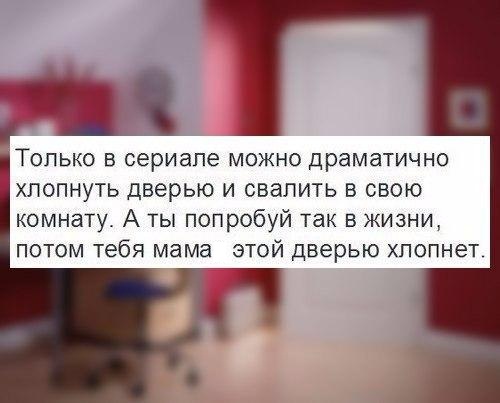 Только в сериале можно драматично
хлопнуть дверью и свалить в свою
комнату. А ты попробуй так в жизни,
потом тебя мама этой дверью хлопнет.